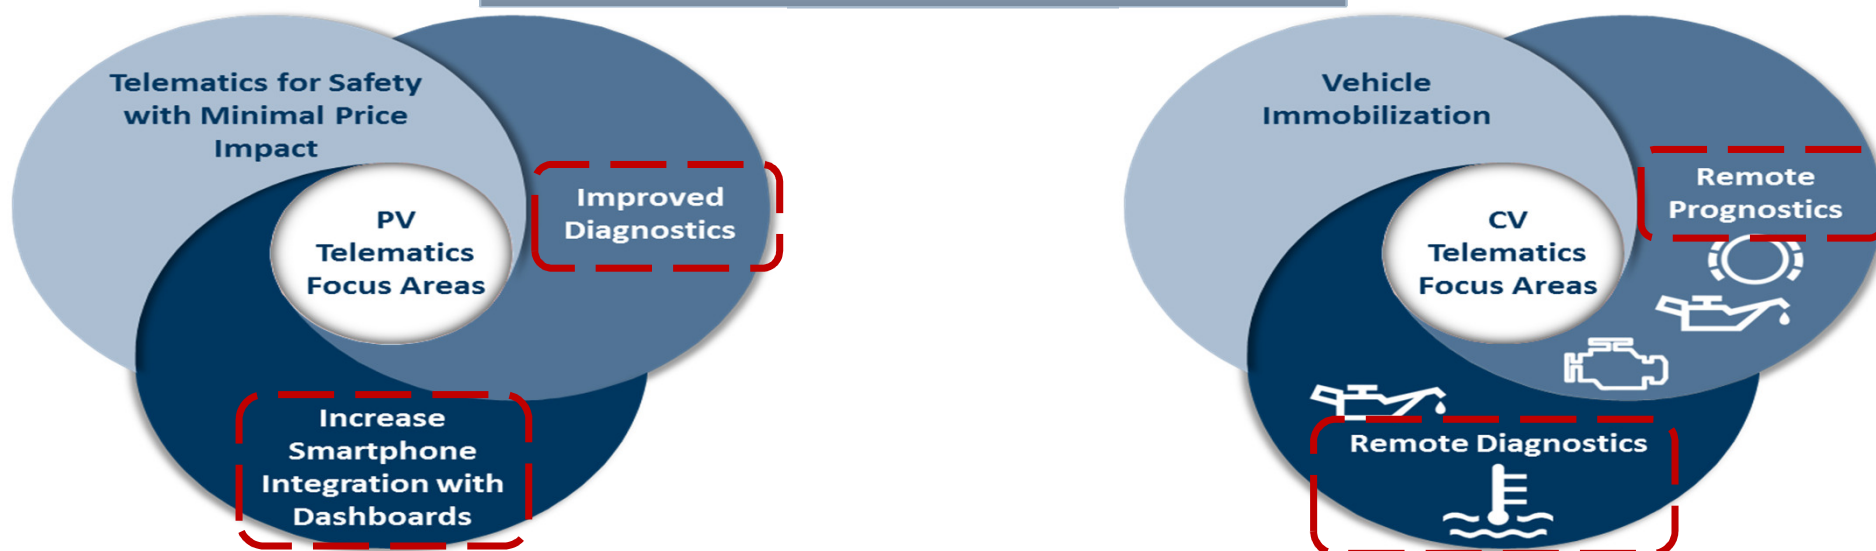 Telematics for Safety
with Minimal Price
Impact
Improved
Diagnostics
PV
Telematics
Focus Areas
Increase
Smartphone
Integration with
Dashboards
Vehicle
Immobilization
Remote
Prognostics
CV
Telematics
Focus Areas
Remote Diagnostics